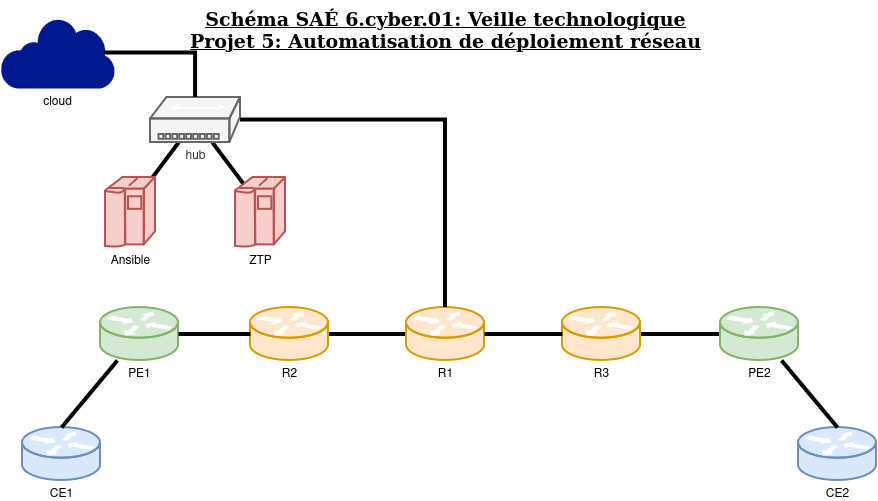 Schéma SAÉ 6.cyber.01: Veille technologique
Projet 5: Automatisation de déploiement réseau
cloud
hub
Ansible
ZTP
PE1
R2
R1
R3
PE2
CE1
CE2